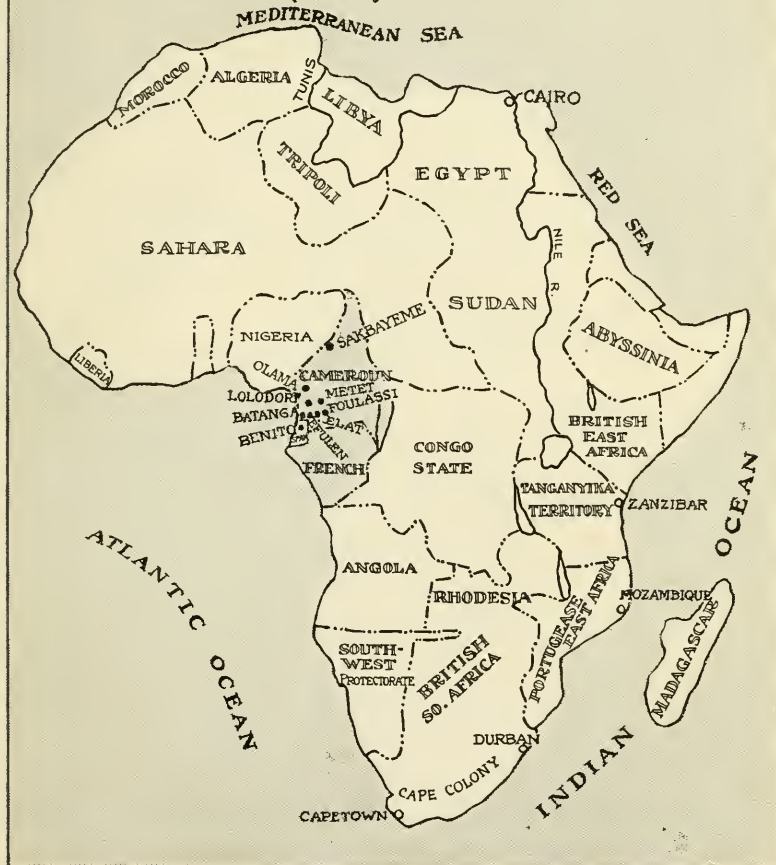 MEDITERRANEAN SEA
MOROCCO
ALGERIA
TUNIS
LIBYA
CAIRO
TRIPOLI
EGYPT
RED SEA
SAHARA
NILE R.
SUDAN
NIGERIA
SAKBAYEME
ABYSSINIA
LIBERIA
OLAMA
CAMEROUN
LOLODORF
METET
BATANGA
FOULASSI
ELAT
BENITO
EFULEN
SPAN
FRENCH
CONGO
STATE
BRITISH
EAST
AFRICA
TANGANYIKA
TERRITORY
ZANZIBAR
OCEAN
ATLANTIC OCEAN
ANGOLA
RHODESIA
MOZAMBIQUE
PORTUGEASE
EAST AFRICA
MADAGASCAR
SOUTH-
WEST
PROTECTORATE
BRITISH
SO. AFRICA
DURBAN
INDIAN
CAPE COLONY
CAPETOWN